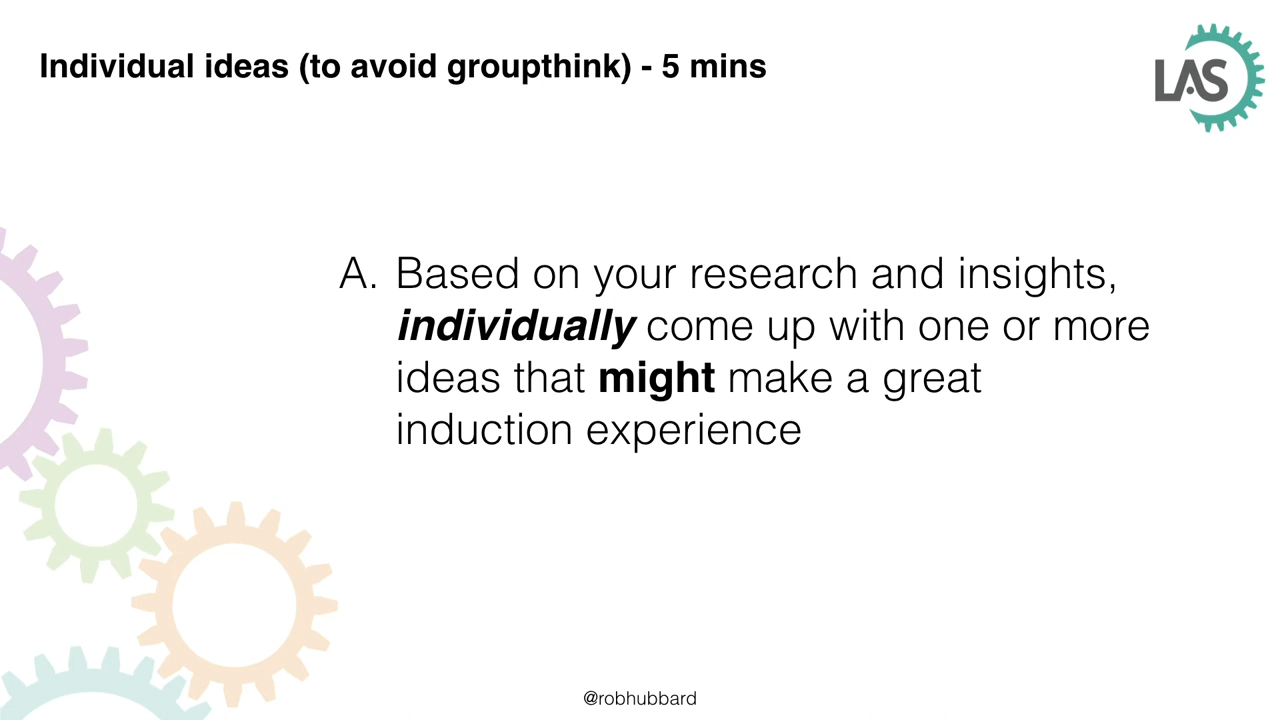 Individual ideas (to avoid groupthink) - 5 mins
LAS
A. Based on your research and insights,
individually come up with one or more
ideas that might make a great
induction experience
@robhubbard